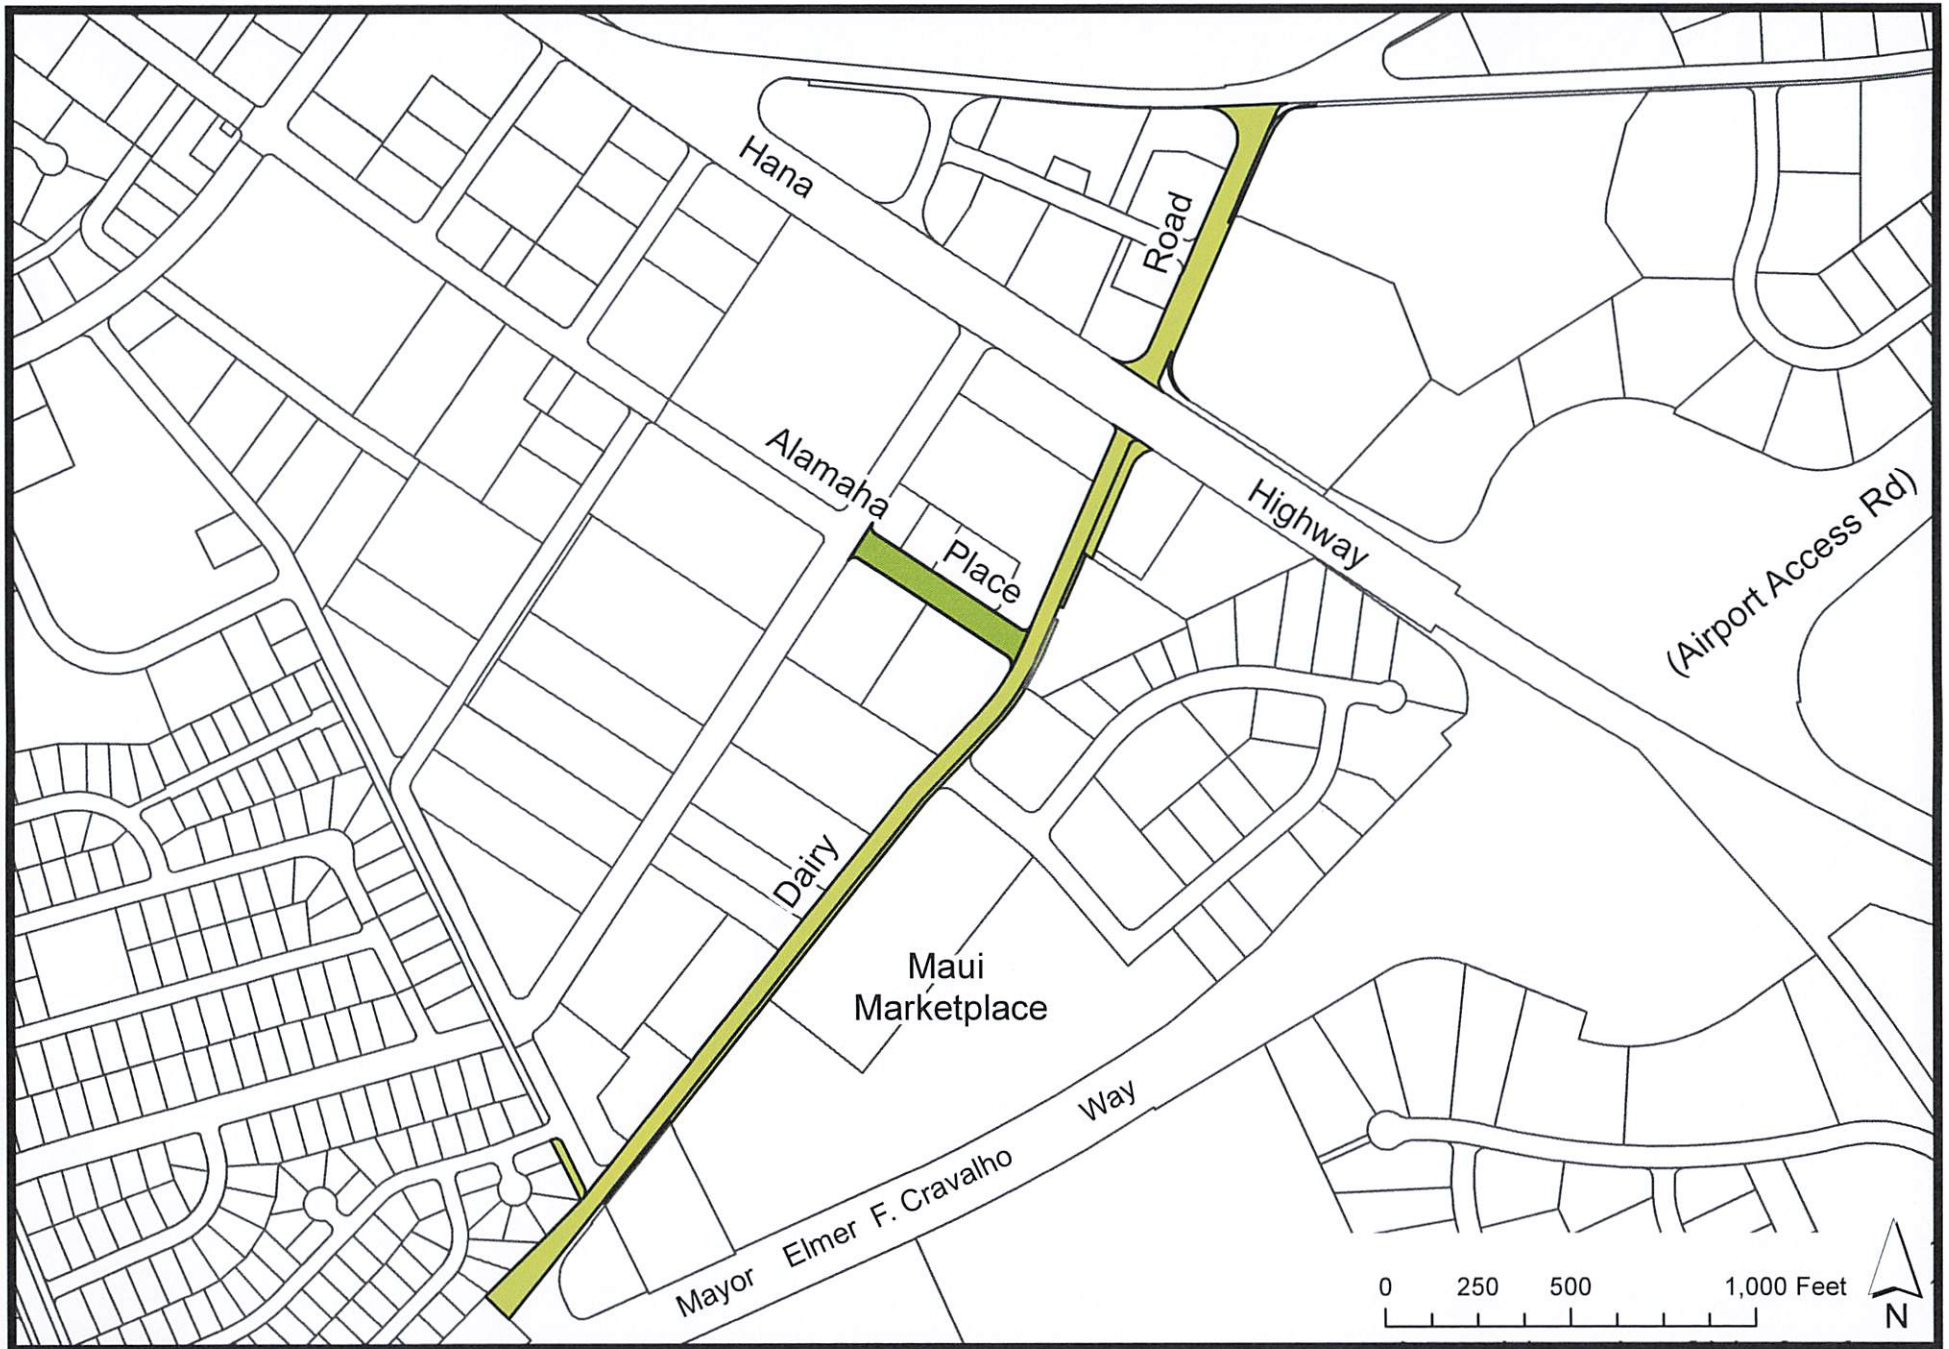 Hana
Road
Alamaha
Place
Highway
(Airport Access Rd)
Dairy
Maui
Marketplace
Mayor Elmer F. Cravalho Way
0 250 500 1,000 Feet
N